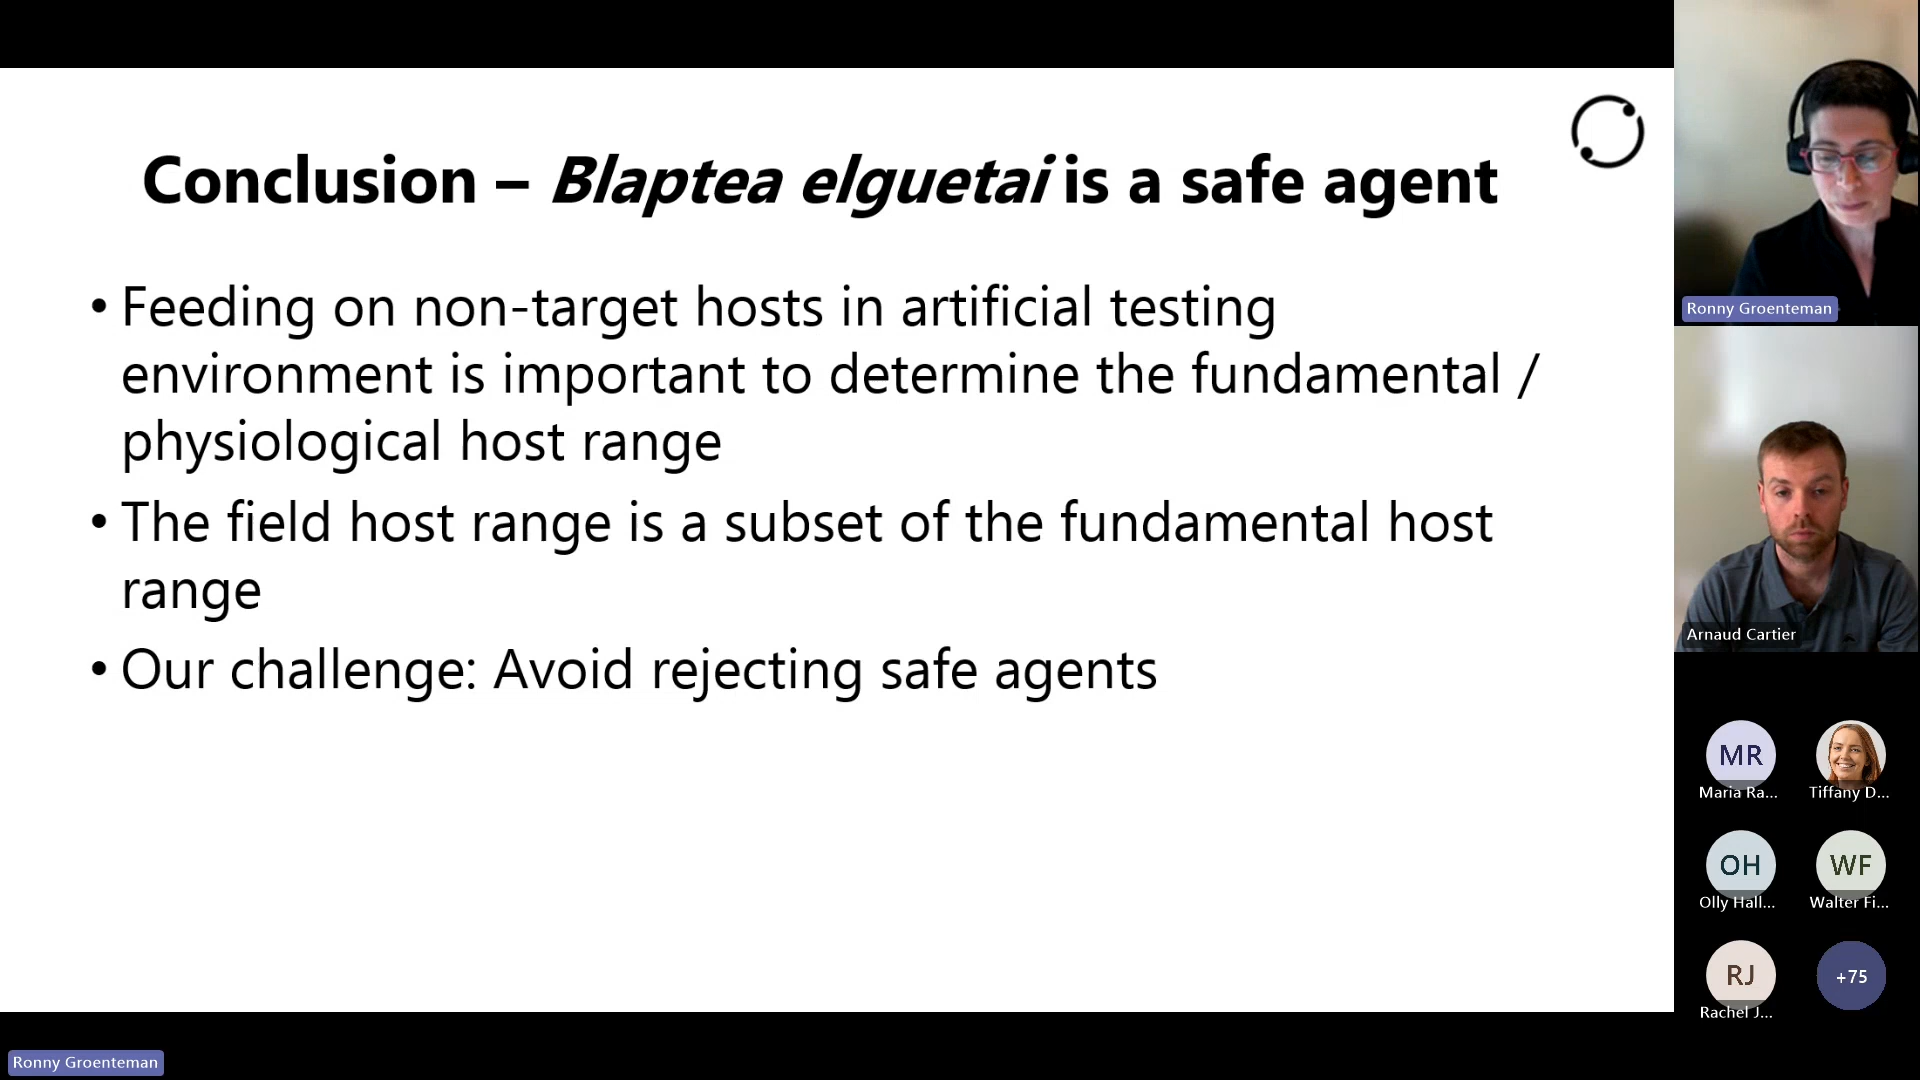 Conclusion – Blaptea elguetai is a safe agent
• Feeding on non-target hosts in artificial testing
environment is important to determine the fundamental /
physiological host range
• The field host range is a subset of the fundamental host
range
• Our challenge: Avoid rejecting safe agents
Ronny Groenteman
Arnaud Cartier
MR
Maria Ra...
Tiffany D...
OH
Olly Hall...
WF
Walter Fi...
RJ
Rachel J...
+75
Ronny Groenteman